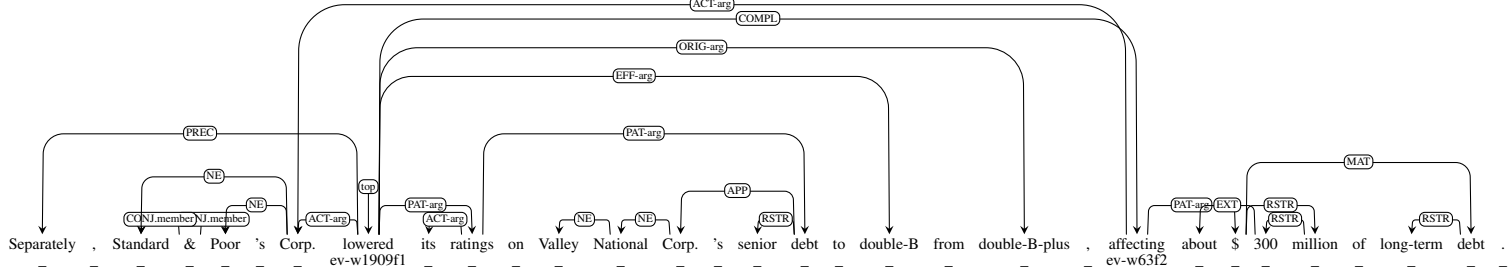 ACT-arg
COMPL
ORIG-arg
EFF-arg
PREC PAT-arg
MAT
NE top
APP
NE PAT-arg PAT-arg EXT RSTR
CONJ.member NJ.member ACT-arg ACT-arg NE NE RSTR RSTR RSTR
Separately , Standard & Poor 's Corp. lowered its ratings on Valley National Corp. 's senior debt to double-B from double-B-plus , affecting about $ 300 million of long-term debt .
_ _ _ _ _ _ _ ev-w1909f1 _ _ _ _ _ _ _ _ _ _ _ _ _ _ ev-w63f2 _ _ _ _ _ _ _ _